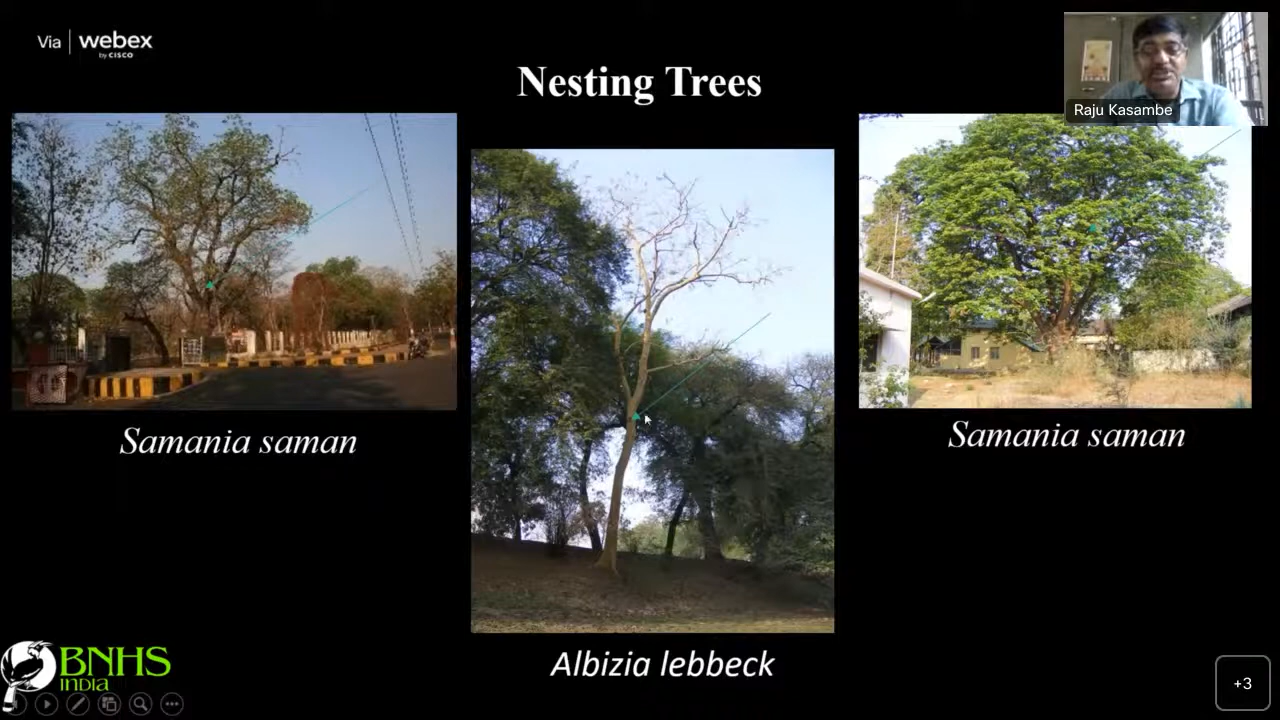 Via webex
by CISCO
Nesting Trees
Raju Kasambe
Samania saman
Samania saman
Albizia lebbeck
BNHS
INDIA
+3